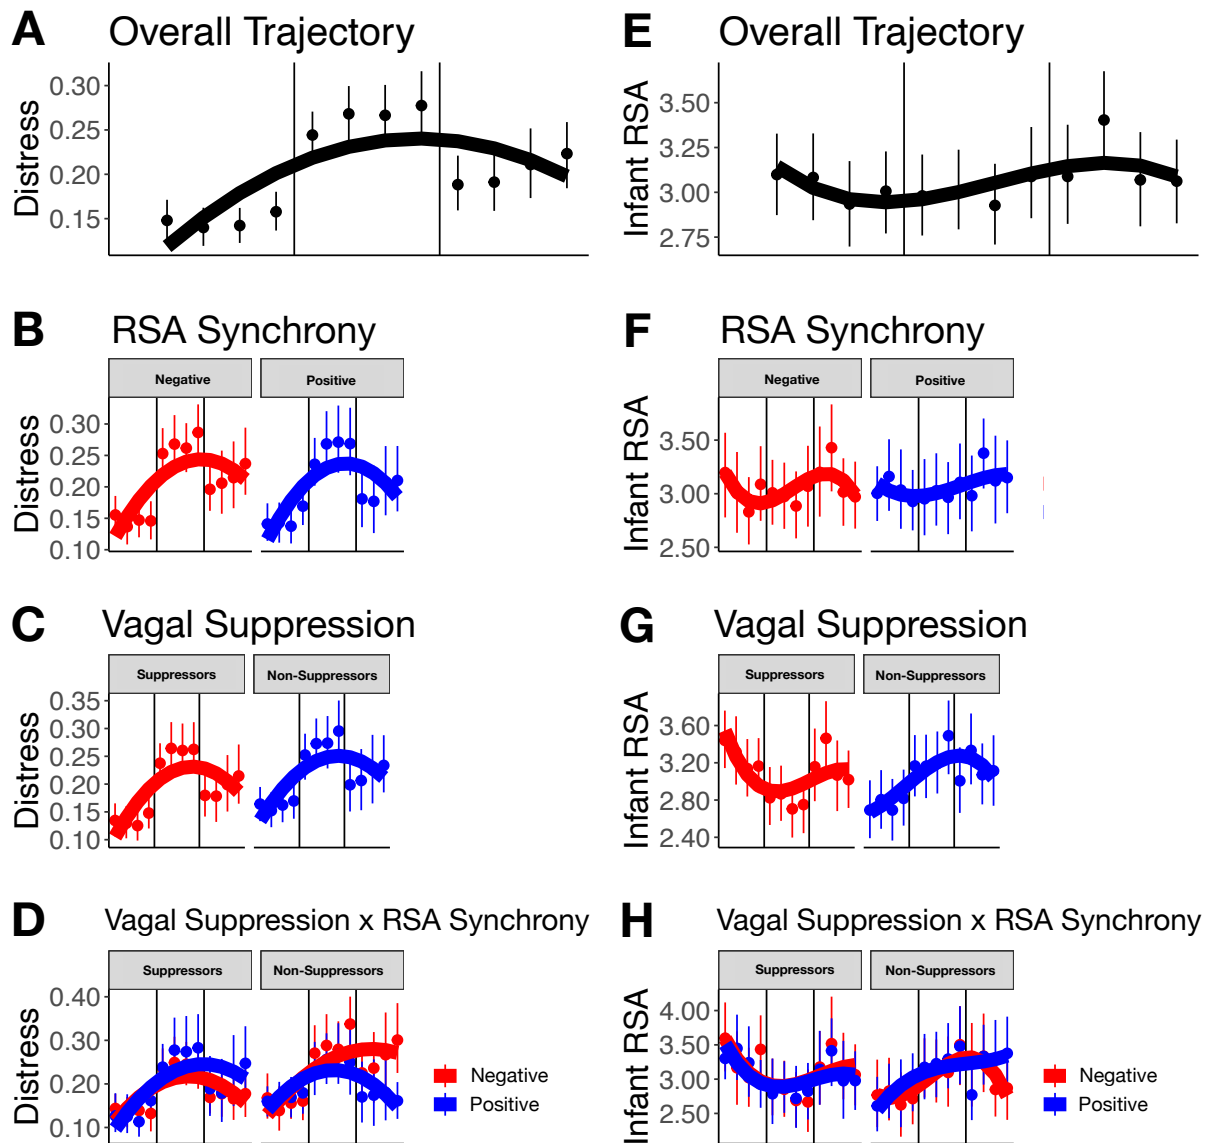 A Overall Trajectory
Distress
0.30
0.25
0.20
0.15
E Overall Trajectory
Infant RSA
3.50
3.25
3.00
2.75
B RSA Synchrony
Negative Positive
Distress
0.30
0.25
0.20
0.15
0.10
F RSA Synchrony
Negative Positive
Infant RSA
3.50
3.00
2.50
C Vagal Suppression
Suppressors Non-Suppressors
Distress
0.35
0.30
0.25
0.20
0.15
0.10
G Vagal Suppression
Suppressors Non-Suppressors
Infant RSA
3.60
3.20
2.80
2.40
D Vagal Suppression x RSA Synchrony
Suppressors Non-Suppressors
Distress
0.40
0.30
0.20
0.10
Negative
Positive
H Vagal Suppression x RSA Synchrony
Suppressors Non-Suppressors
Infant RSA
4.00
3.50
3.00
2.50
Negative
Positive